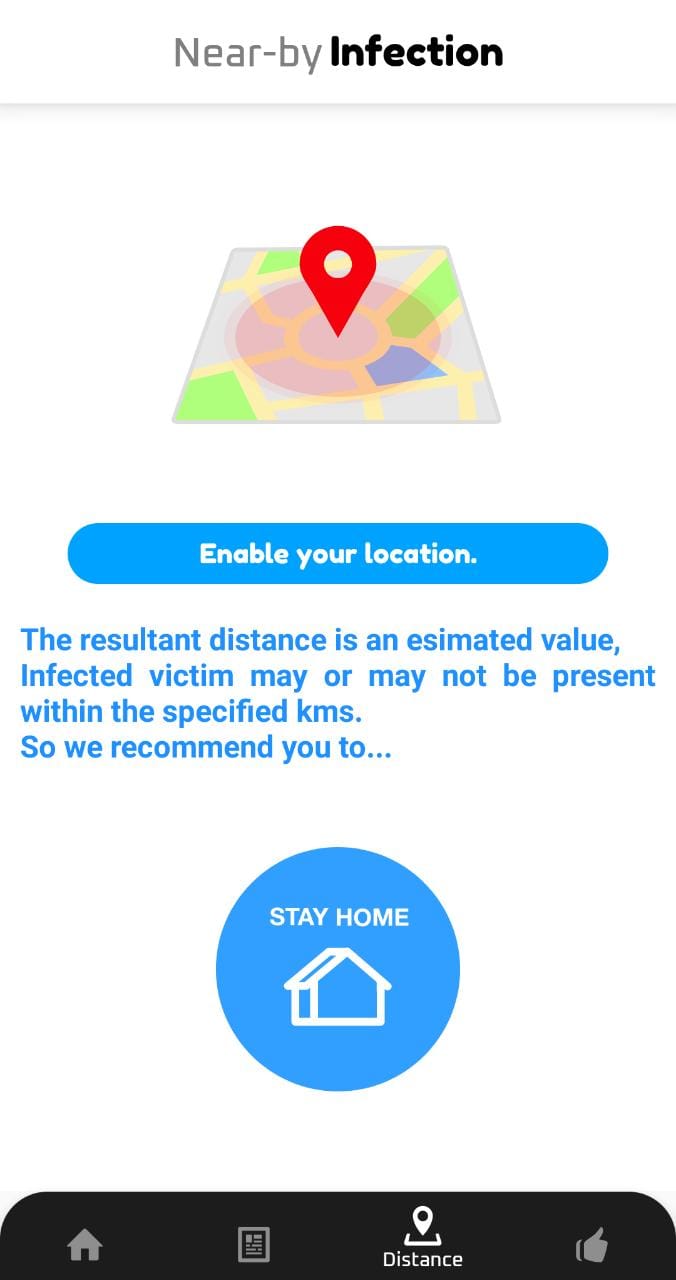 Near-by Infection
Enable your location.
The resultant distance is an esimated value,
Infected victim may or may not be present
within the specified kms.
So we recommend you to...
STAY HOME
Distance